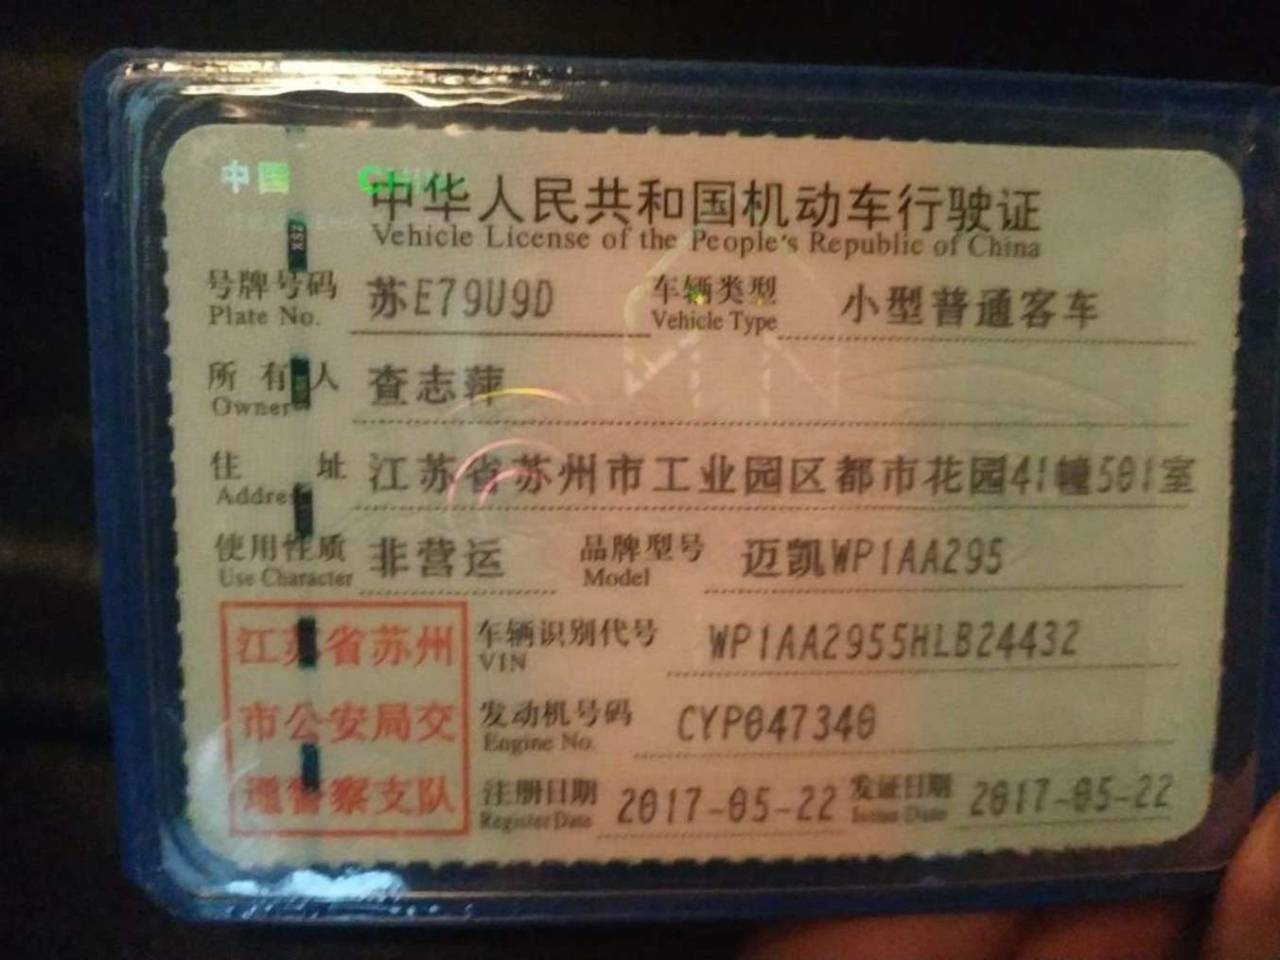 中国
中华人民共和国机动车行驶证
Vehicle License of the People's Republic of China
号牌号码 苏E79U9D 车辆类型 小型普通客车
Plate No. Vehicle Type
所有人 查志萍
Owner
住址 江苏省苏州市工业园区都市花园41幢501室
Address
使用性质 非营运 品牌型号 迈凯WP1AA295
Use Character Model
江苏省苏州
市公安局交
通警察支队
车辆识别代号 WP1AA2955HLB24432
VIN
发动机号码 CYP047340
Engine No.
注册日期 2017-05-22 发证日期 2017-05-22
Register Date Issue Date